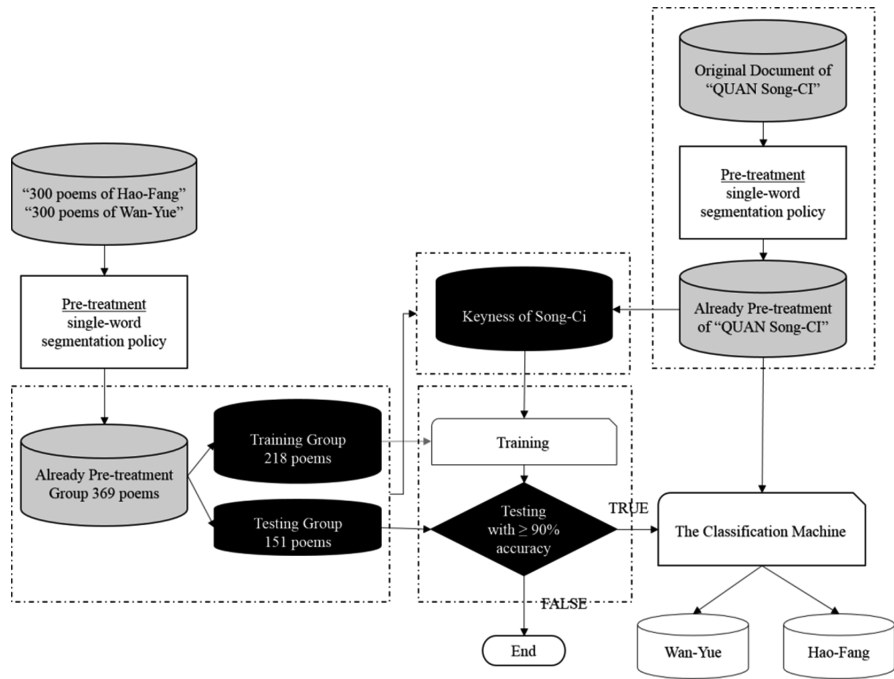 Original Document of
“QUAN Song-CI”
Pre-treatment
single-word
segmentation policy
Already Pre-treatment
of “QUAN Song-CI”
“300 poems of Hao-Fang”
“300 poems of Wan-Yue”
Pre-treatment
single-word
segmentation policy
Already Pre-treatment
Group 369 poems
Training Group
218 poems
Testing Group
151 poems
Keyness of Song-Ci
Training
Testing
with ≥ 90%
accuracy
TRUE
FALSE
End
The Classification Machine
Wan-Yue
Hao-Fang